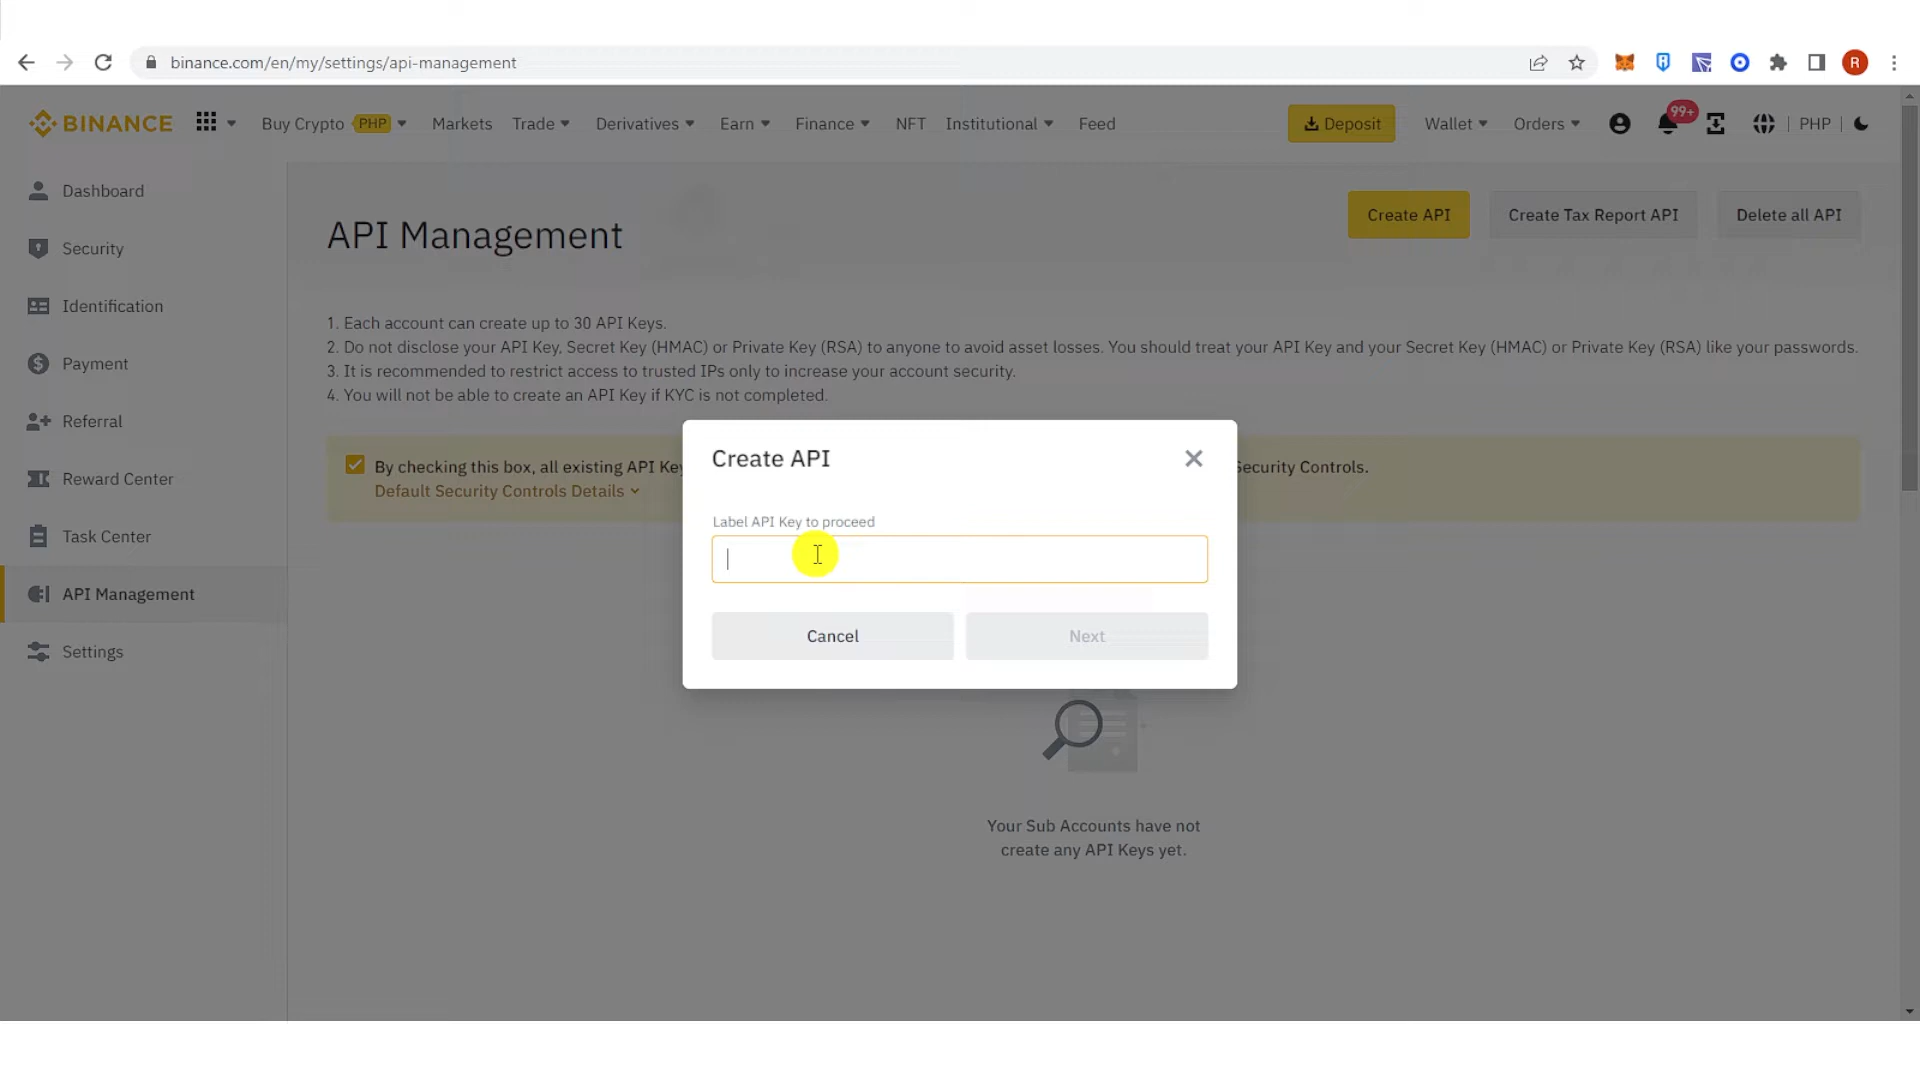 binance.com/en/my/settings/api-management
R
BINANCE Buy Crypto PHP Markets Trade Derivatives Earn Finance NFT Institutional Feed Deposit Wallet Orders 99+ | PHP |
Dashboard
Security
Identification
Payment
Referral
Reward Center
Task Center
API Management
Settings
API Management
Create API Create Tax Report API Delete all API
1. Each account can create up to 30 API Keys.
2. Do not disclose your API Key, Secret Key (HMAC) or Private Key (RSA) to anyone to avoid asset losses. You should treat your API Key and your Secret Key (HMAC) or Private Key (RSA) like your passwords.
3. It is recommended to restrict access to trusted IPs only to increase your account security.
4. You will not be able to create an API Key if KYC is not completed.
By checking this box, all existing API Key Security Controls.
Default Security Controls Details
Create API
Label API Key to proceed
Cancel Next
Your Sub Accounts have not
create any API Keys yet.